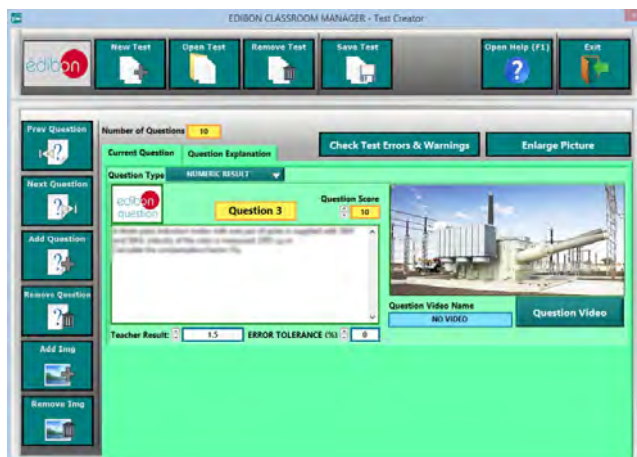 EDIBON CLASSROOM MANAGER - Test Creator
edibon
New Test
Open Test
Remove Test
Save Test
Open Help (F1)
Exit
Prev Question
Next Question
Add Question
Remove Question
Add Img
Remove Img
Number of Questions 10
Current Question
Question Explanation
Check Test Errors & Warnings
Enlarge Picture
Question Type NUMERIC RESULT
edibon
question
Question 3
Question Score
10
Teacher Result: 1.5 ERROR TOLERANCE (%) 0
Question Video Name
NO VIDEO
Question Video